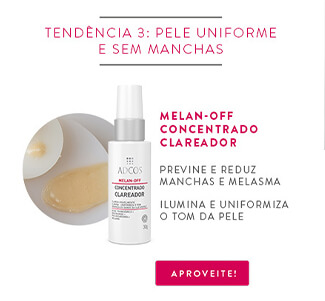 TENDÊNCIA 3: PELE UNIFORME
E SEM MANCHAS
MELAN-OFF
CONCENTRADO
CLAREADOR
PREVINE E REDUZ
MANCHAS E MELASMA
ILUMINA E UNIFORMIZA
O TOM DA PELE
ADCOS
MELAN-OFF
CONCENTRADO
CLAREADOR
APROVEITE!